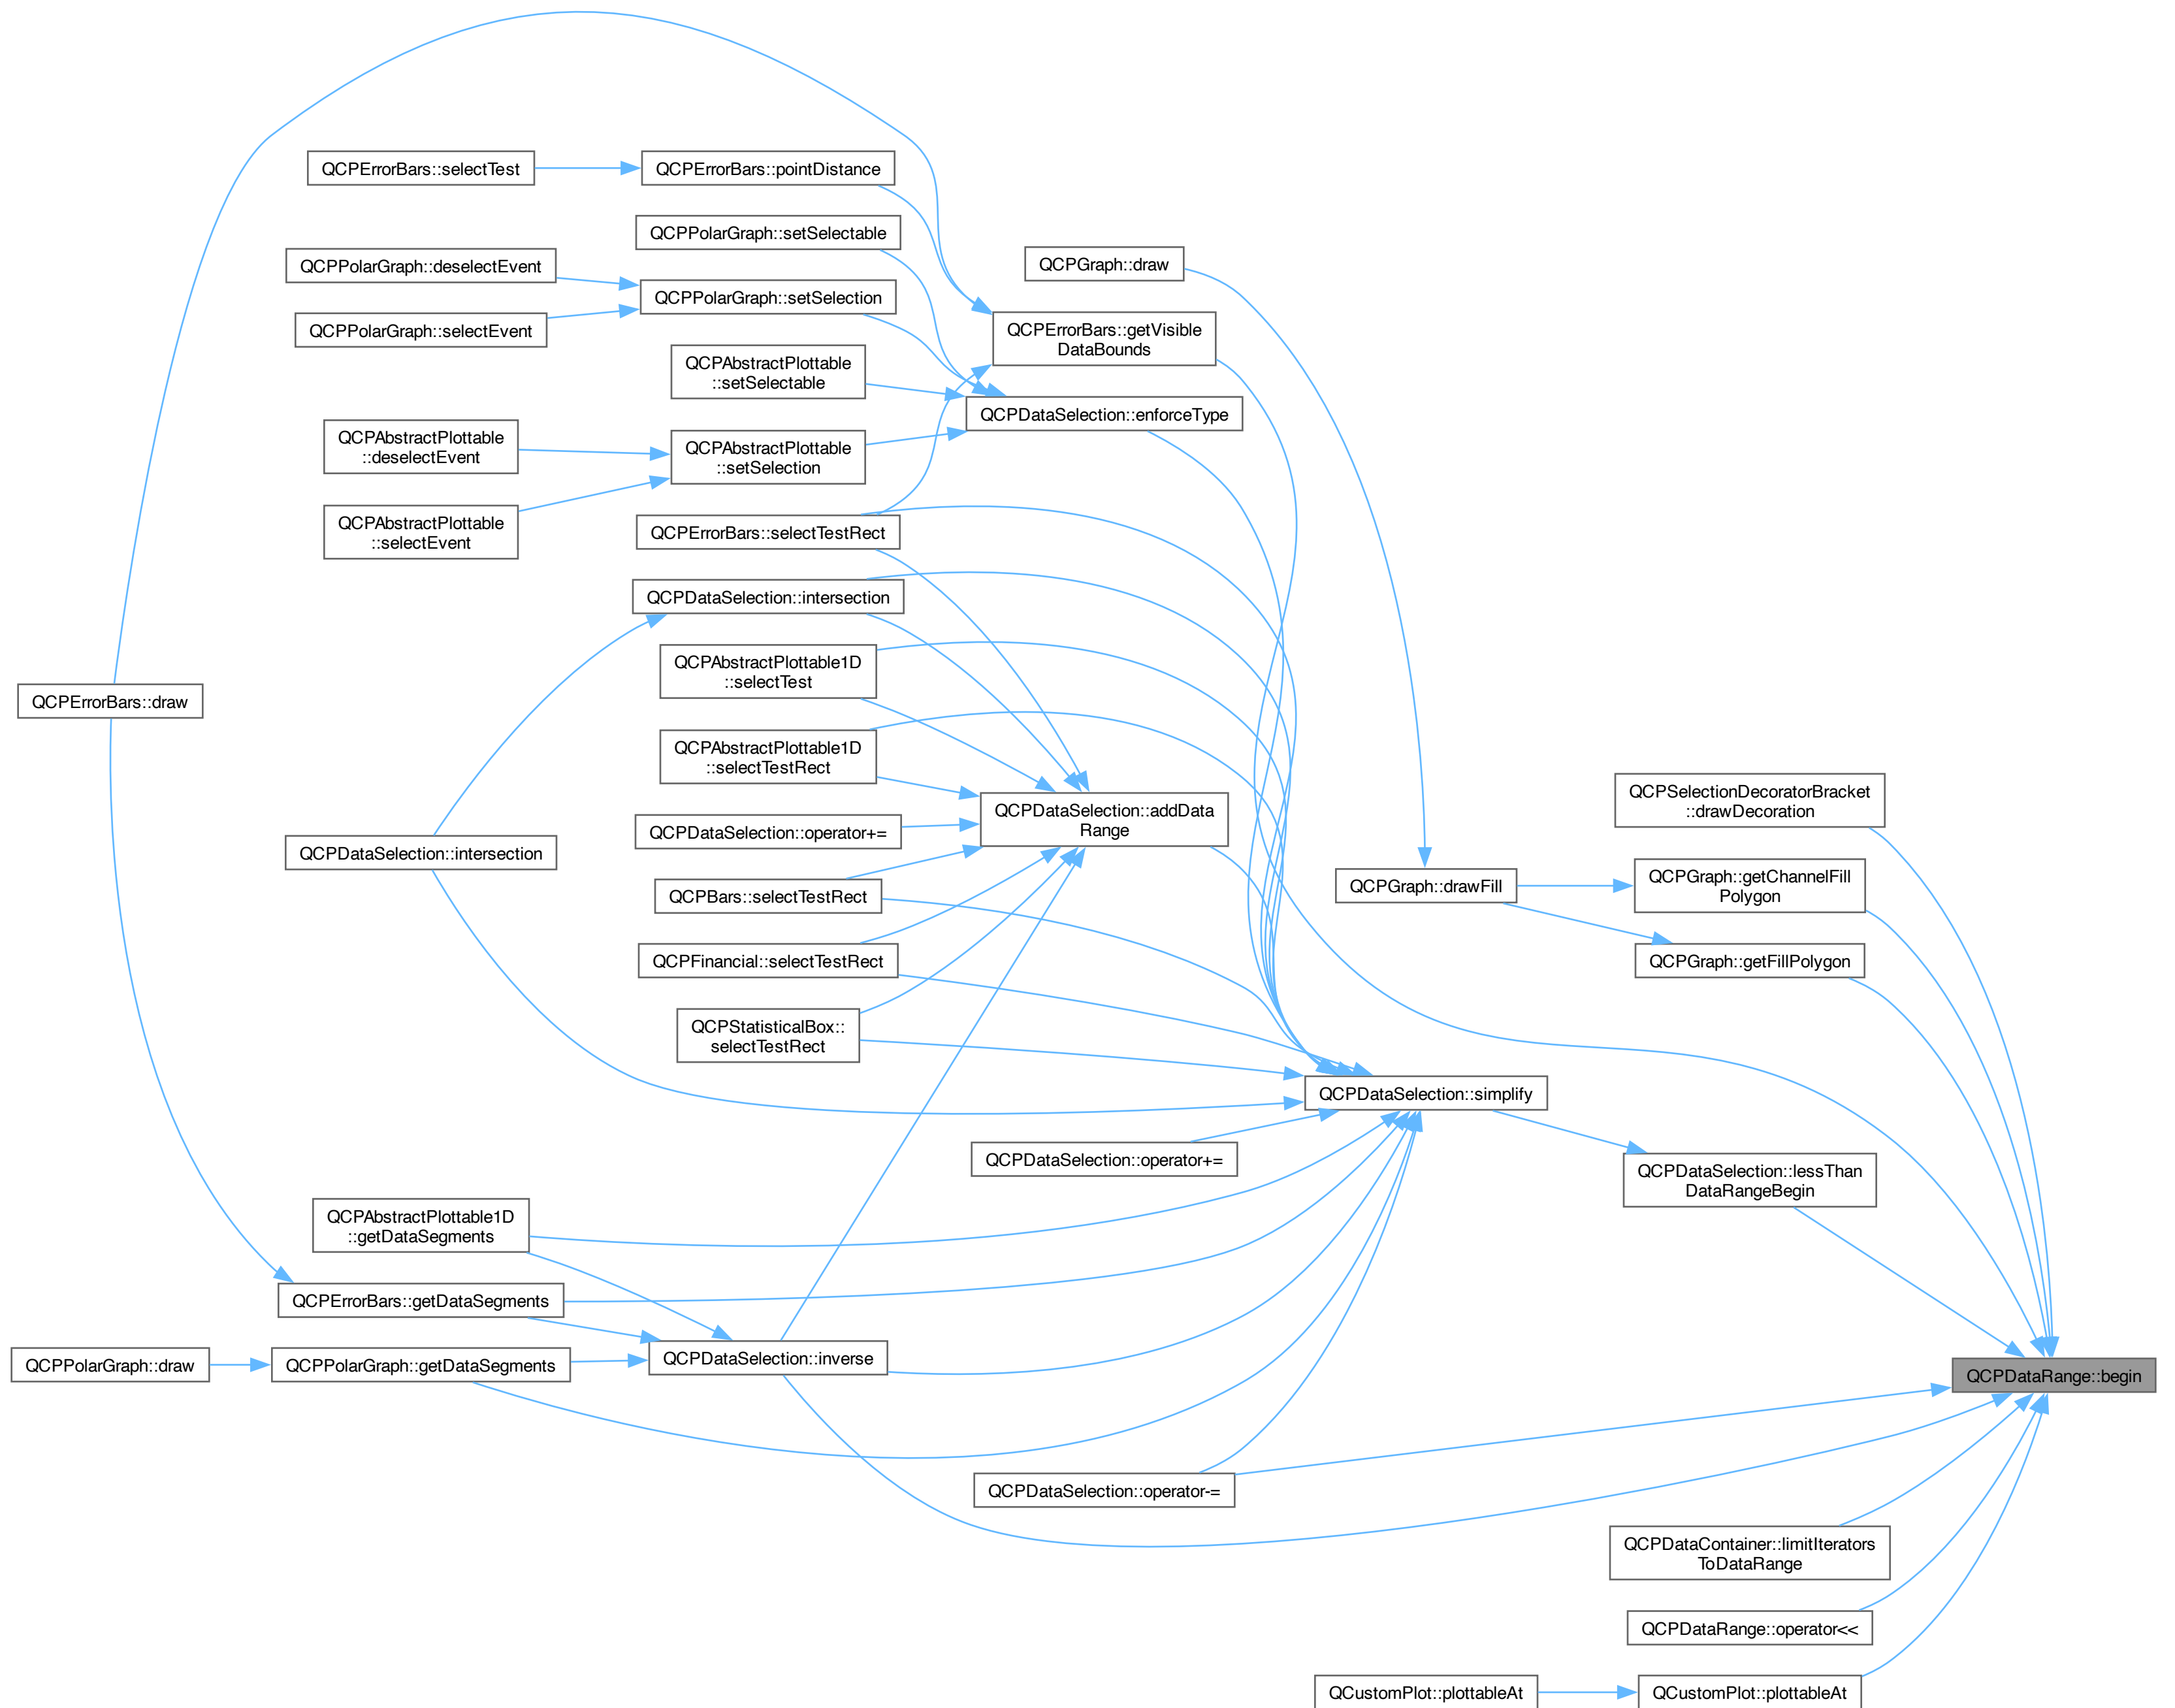 QCPErrorBars::selectTest
QCPErrorBars::pointDistance
QCPPolarGraph::setSelectable
QCPPolarGraph::deselectEvent
QCPGraph::draw
QCPPolarGraph::setSelection
QCPPolarGraph::selectEvent
QCPErrorBars::getVisible
DataBounds
QCPAbstractPlottable
::setSelectable
QCPDataSelection::enforceType
QCPAbstractPlottable
::deselectEvent
QCPAbstractPlottable
::setSelection
QCPAbstractPlottable
::selectEvent
QCPErrorBars::selectTestRect
QCPDataSelection::intersection
QCPAbstractPlottable1D
::selectTest
QCPErrorBars::draw
QCPAbstractPlottable1D
::selectTestRect
QCPSelectionDecoratorBracket
::drawDecoration
QCPDataSelection::addData
Range
QCPDataSelection::operator+=
QCPDataSelection::intersection
QCPGraph::drawFill
QCPGraph::getChannelFill
Polygon
QCPBars::selectTestRect
QCPFinancial::selectTestRect
QCPGraph::getFillPolygon
QCPStatisticalBox::
selectTestRect
QCPDataSelection::simplify
QCPDataSelection::operator+=
QCPDataSelection::lessThan
DataRangeBegin
QCPAbstractPlottable1D
::getDataSegments
QCPErrorBars::getDataSegments
QCPPolarGraph::draw
QCPPolarGraph::getDataSegments
QCPDataSelection::inverse
QCPDataRange::begin
QCPDataSelection::operator-=
QCPDataContainer::limitIterators
ToDataRange
QCPDataRange::operator<<
QCustomPlot::plottableAt
QCustomPlot::plottableAt